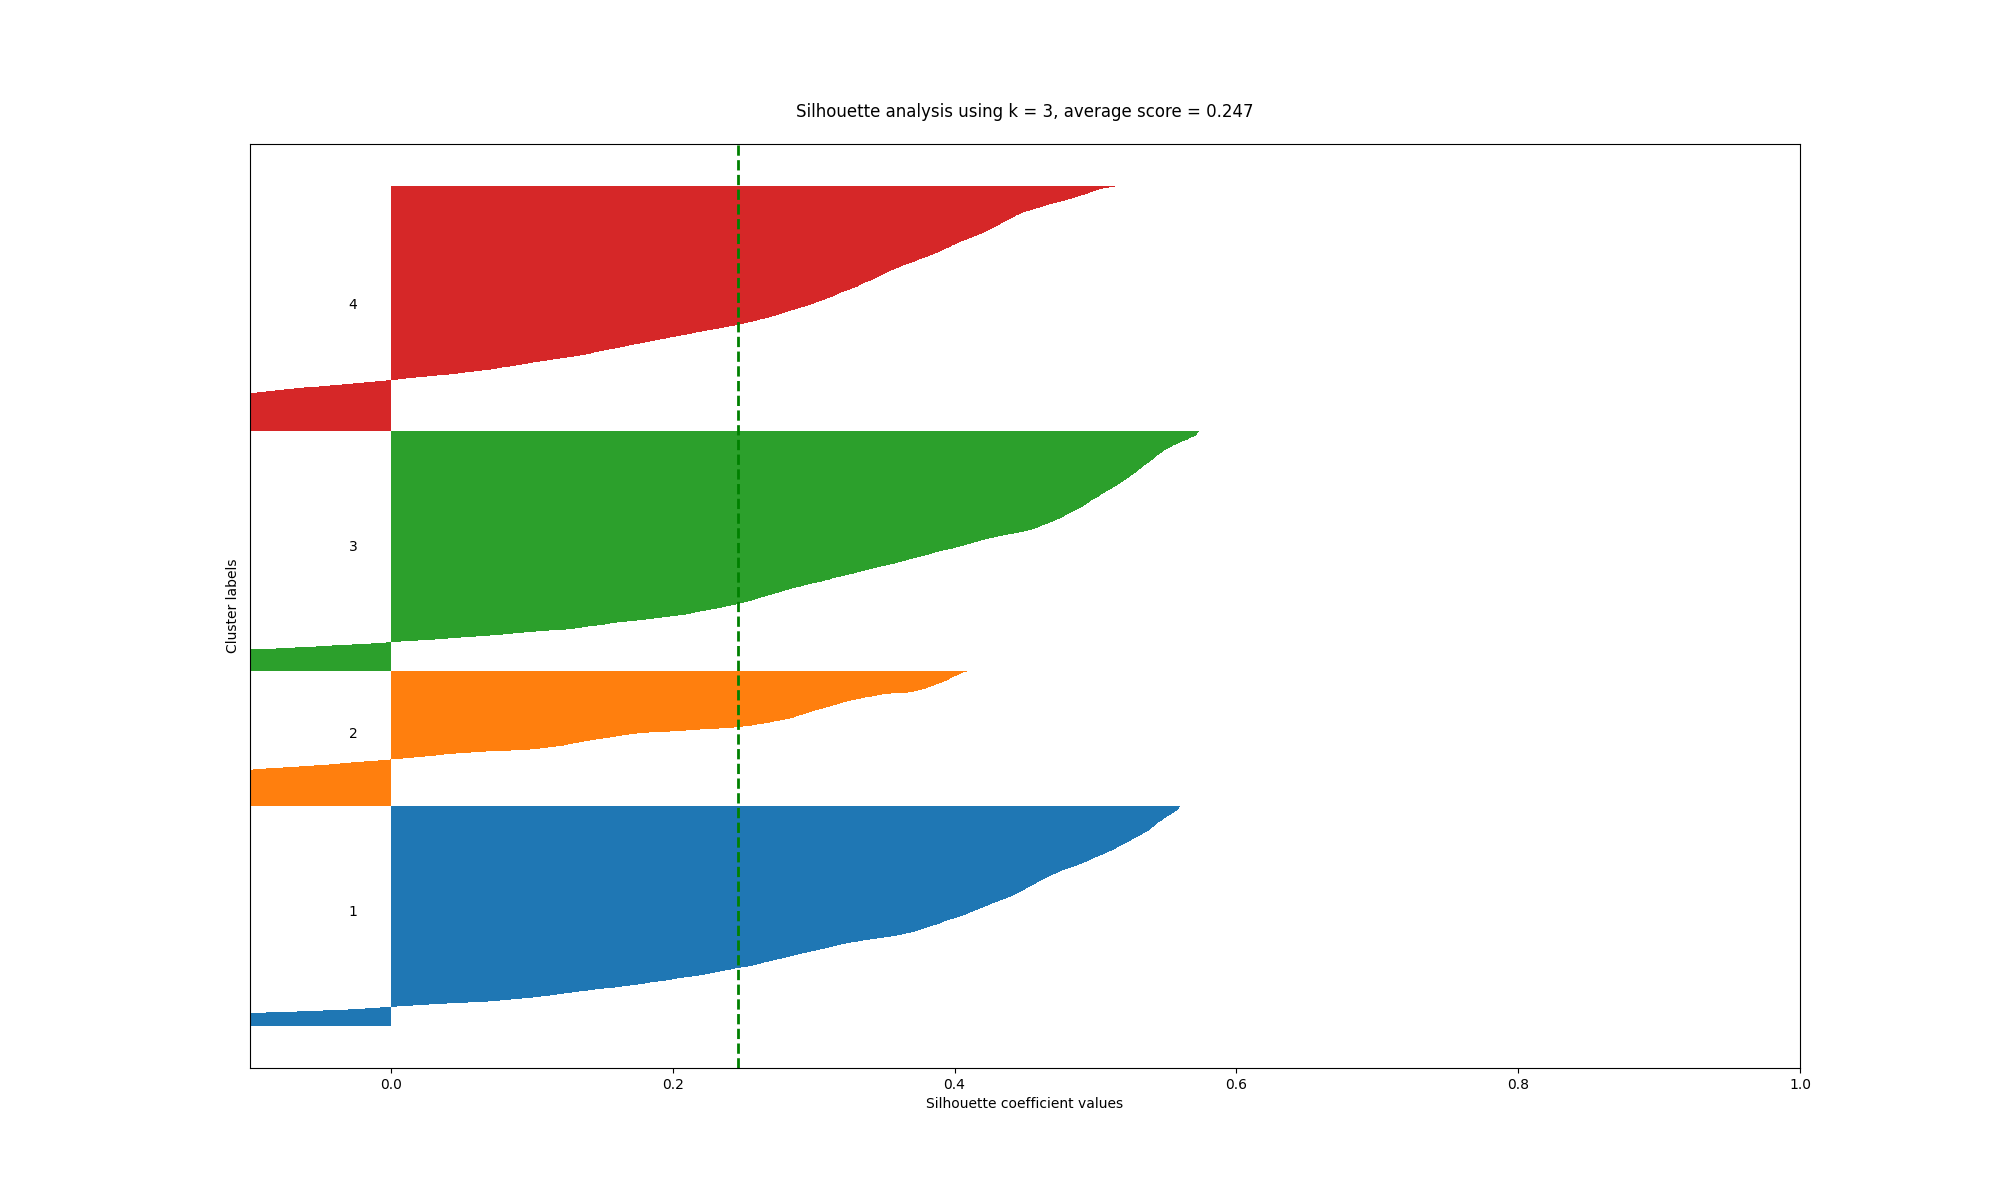 Silhouette analysis using k = 3, average score = 0.247
4
3
2
1
Cluster labels
0.0 0.2 0.4 0.6 0.8 1.0
Silhouette coefficient values